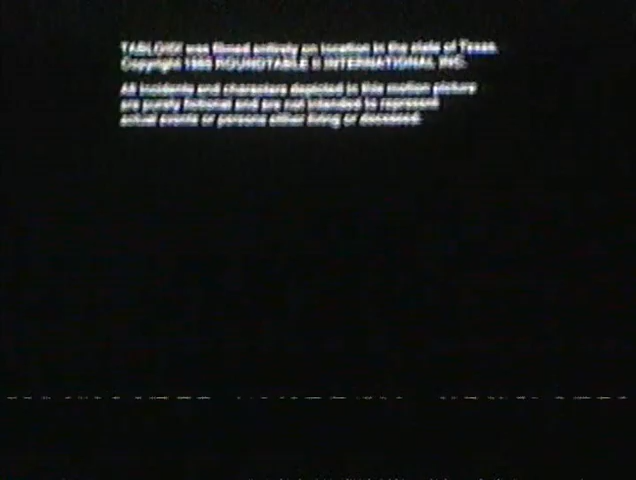 TABLOID! was filmed entirely on location in the state of Texas.
Copyright ROUNDTABLE INTERNATIONAL INC.
All incidents and characters depicted in this motion picture
are purely fictional and are not intended to represent
actual events or persons either living or deceased.